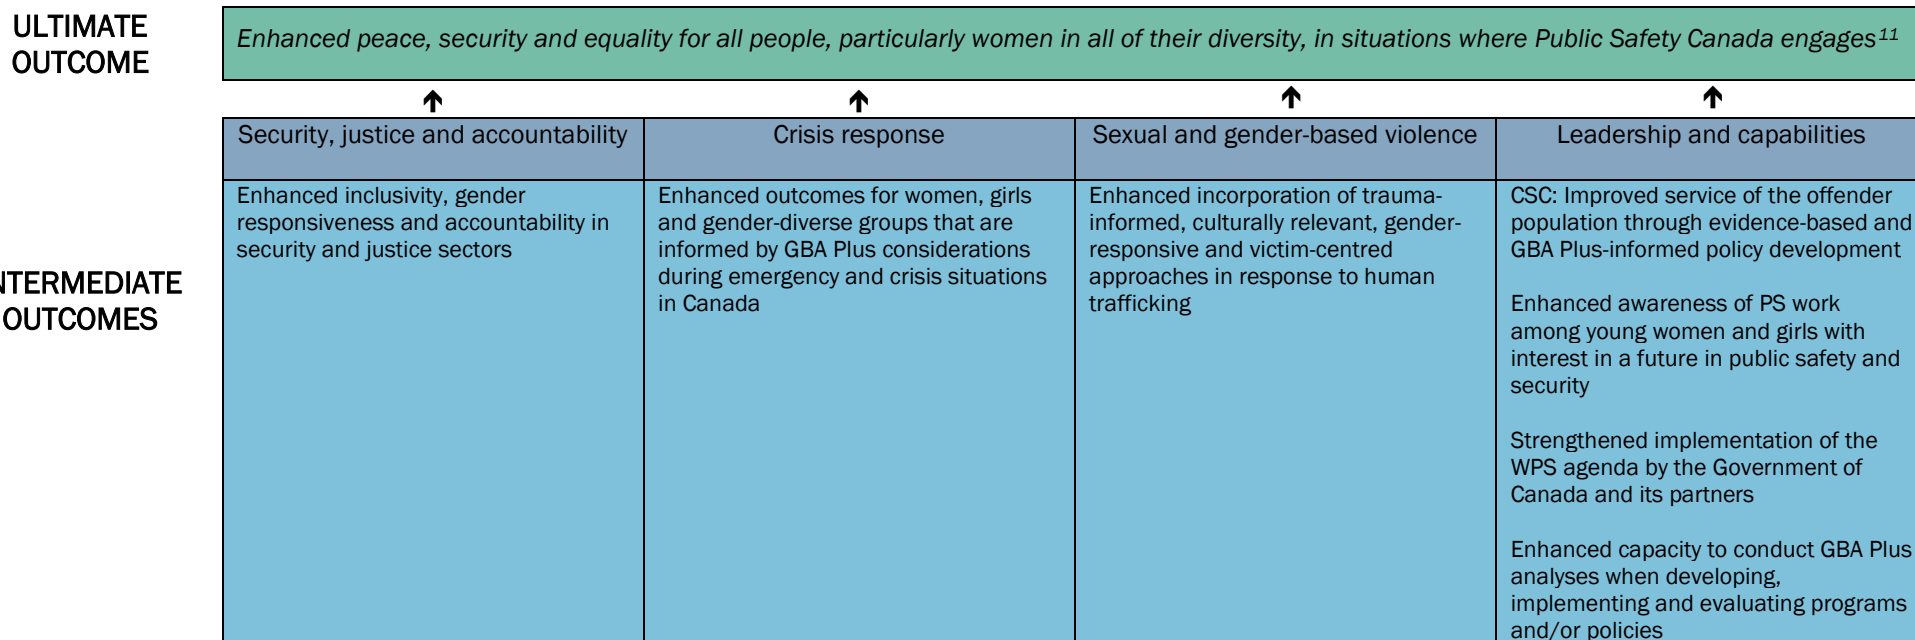 ULTIMATE
OUTCOME
Enhanced peace, security and equality for all people, particularly women in all of their diversity, in situations where Public Safety Canada engages11
Security, justice and accountability
Crisis response
Sexual and gender-based violence
Leadership and capabilities
NTERMEDIATE
OUTCOMES
Enhanced inclusivity, gender
responsiveness and accountability in
security and justice sectors
Enhanced outcomes for women, girls
and gender-diverse groups that are
informed by GBA Plus considerations
during emergency and crisis situations
in Canada
Enhanced incorporation of trauma-
informed, culturally relevant, gender-
responsive and victim-centred
approaches in response to human
trafficking
CSC: Improved service of the offender
population through evidence-based and
GBA Plus-informed policy development
Enhanced awareness of PS work
among young women and girls with
interest in a future in public safety and
security
Strengthened implementation of the
WPS agenda by the Government of
Canada and its partners
Enhanced capacity to conduct GBA Plus
analyses when developing,
implementing and evaluating programs
and/or policies